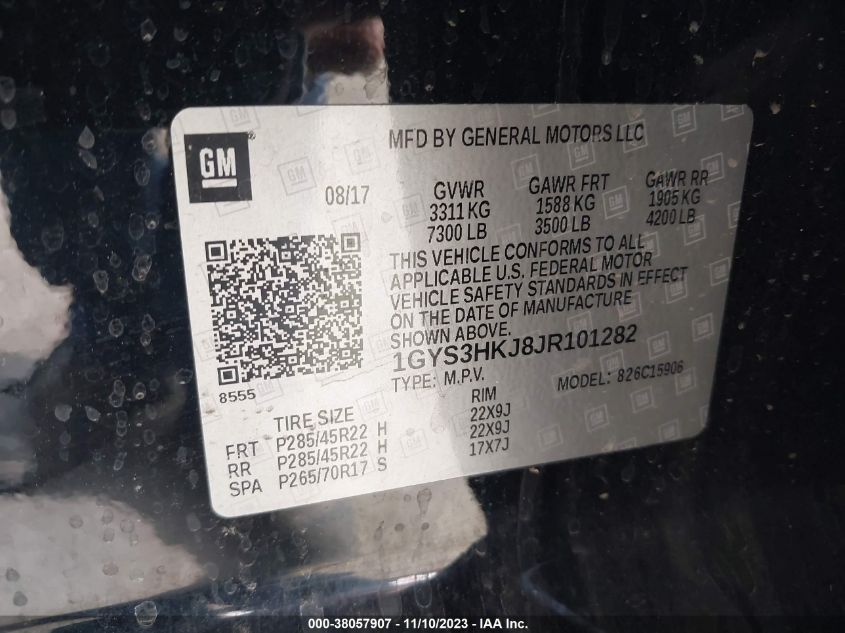 GM
®
MFD BY GENERAL MOTORS LLC
08/17
GVWR GAWR FRT GAWR RR
3311 KG 1588 KG 1905 KG
7300 LB 3500 LB 4200 LB
THIS VEHICLE CONFORMS TO ALL
APPLICABLE U.S. FEDERAL MOTOR
VEHICLE SAFETY STANDARDS IN EFFECT
ON THE DATE OF MANUFACTURE
SHOWN ABOVE.
1GYS3HKJ8JR101282
TYPE: M.P.V. MODEL: 826C15906
8555
TIRE SIZE RIM
FRT P285/45R22 H 22X9J
RR P285/45R22 H 22X9J
SPA P265/70R17 S 17X7J
000-38057907 - 11/10/2023 - IAA Inc.